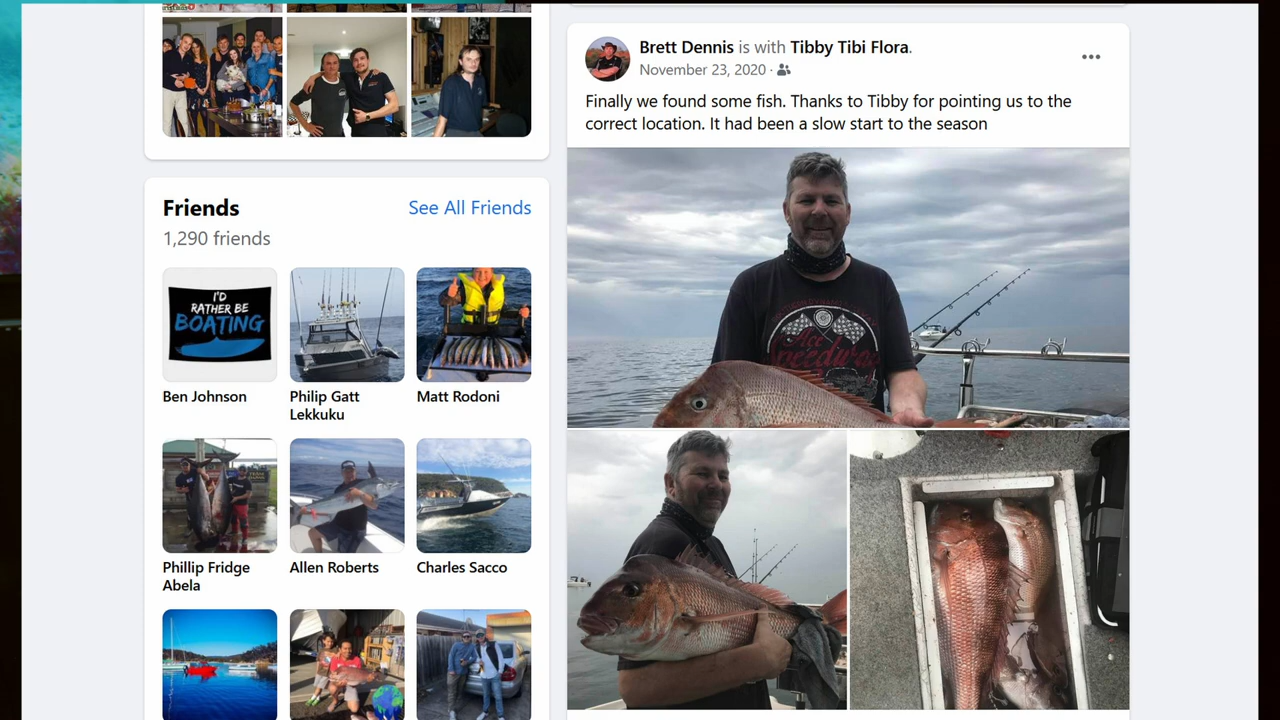 Friends
See All Friends
1,290 friends
I'D
RATHER BE
BOATING
Ben Johnson
Philip Gatt
Lekkuku
Matt Rodoni
Phillip Fridge
Abela
Allen Roberts
Charles Sacco
Brett Dennis is with Tibby Tibi Flora.
November 23, 2020 ·
Finally we found some fish. Thanks to Tibby for pointing us to the
correct location. It had been a slow start to the season
Ace
Speedway